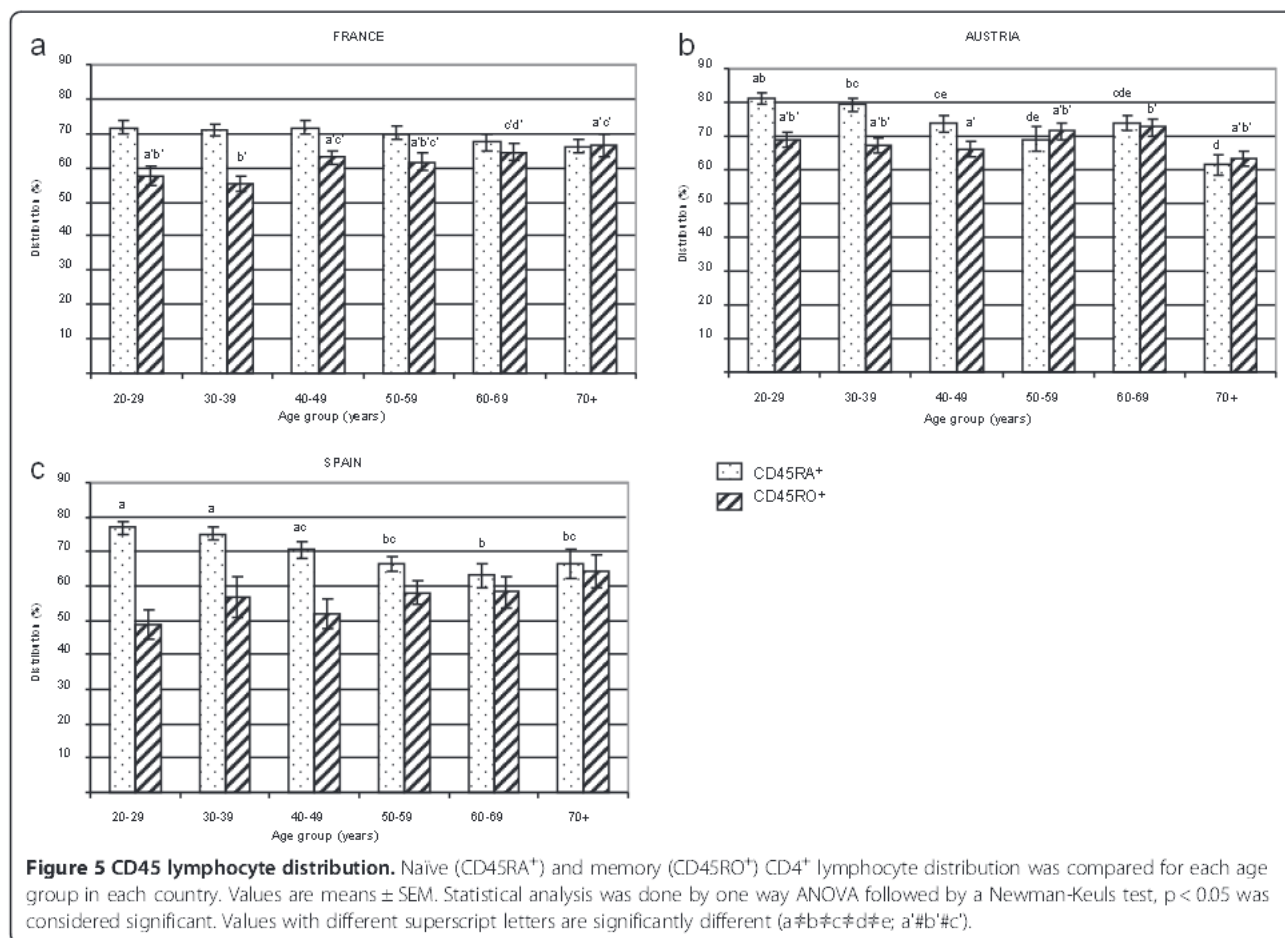 a
FRANCE
90
80
70
60
50
40
30
20
10
Distribution (%)
a'b'
b'
a'c'
a'b'c'
c'd'
a'c'
20-29 30-39 40-49 50-59 60-69 70+
Age group (years)
b
AUSTRIA
90
80
70
60
50
40
30
20
10
Distribution (%)
ab
a'b'
bc
a'b'
ce
a'
de
a'b'
cde
b'
d
a'b'
20-29 30-39 40-49 50-59 60-69 70+
Age group (years)
c
SPAIN
90
80
70
60
50
40
30
20
10
Distribution (%)
a
a
ac
bc
b
bc
20-29 30-39 40-49 50-59 60-69 70+
Age group (years)
CD45RA+
CD45RO+
Figure 5 CD45 lymphocyte distribution. Naïve (CD45RA+) and memory (CD45RO+) CD4+ lymphocyte distribution was compared for each age
group in each country. Values are means ± SEM. Statistical analysis was done by one way ANOVA followed by a Newman-Keuls test, p < 0.05 was
considered significant. Values with different superscript letters are significantly different (a≠b≠c≠d≠e; a'#b'#c').